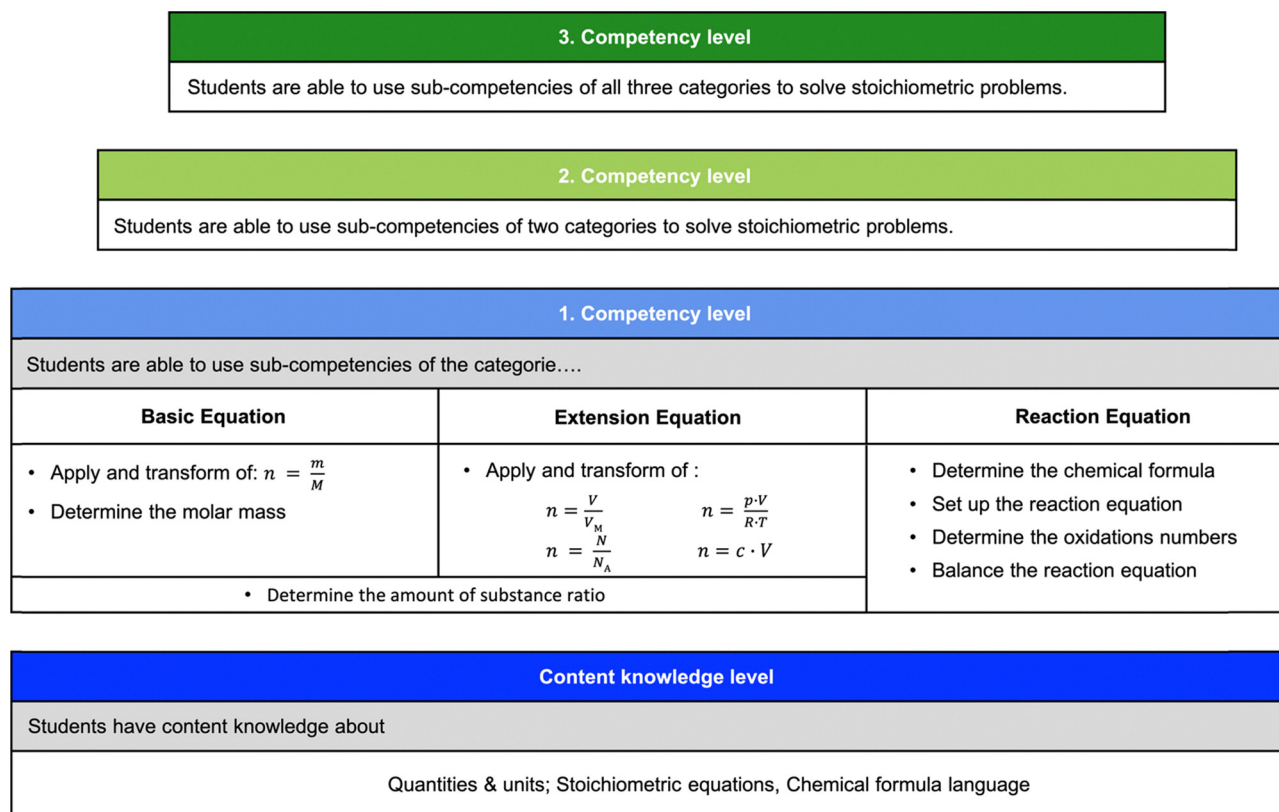 3. Competency level
Students are able to use sub-competencies of all three categories to solve stoichiometric problems.
2. Competency level
Students are able to use sub-competencies of two categories to solve stoichiometric problems.
1. Competency level
Students are able to use sub-competencies of the categorie….
Basic Equation
• Apply and transform of: n = m/M
• Determine the molar mass
Extension Equation
• Apply and transform of :
n = V/V_M n = p·V/R·T
n = N/N_A n = c · V
• Determine the amount of substance ratio
Reaction Equation
• Determine the chemical formula
• Set up the reaction equation
• Determine the oxidations numbers
• Balance the reaction equation
Content knowledge level
Students have content knowledge about
Quantities & units; Stoichiometric equations, Chemical formula language